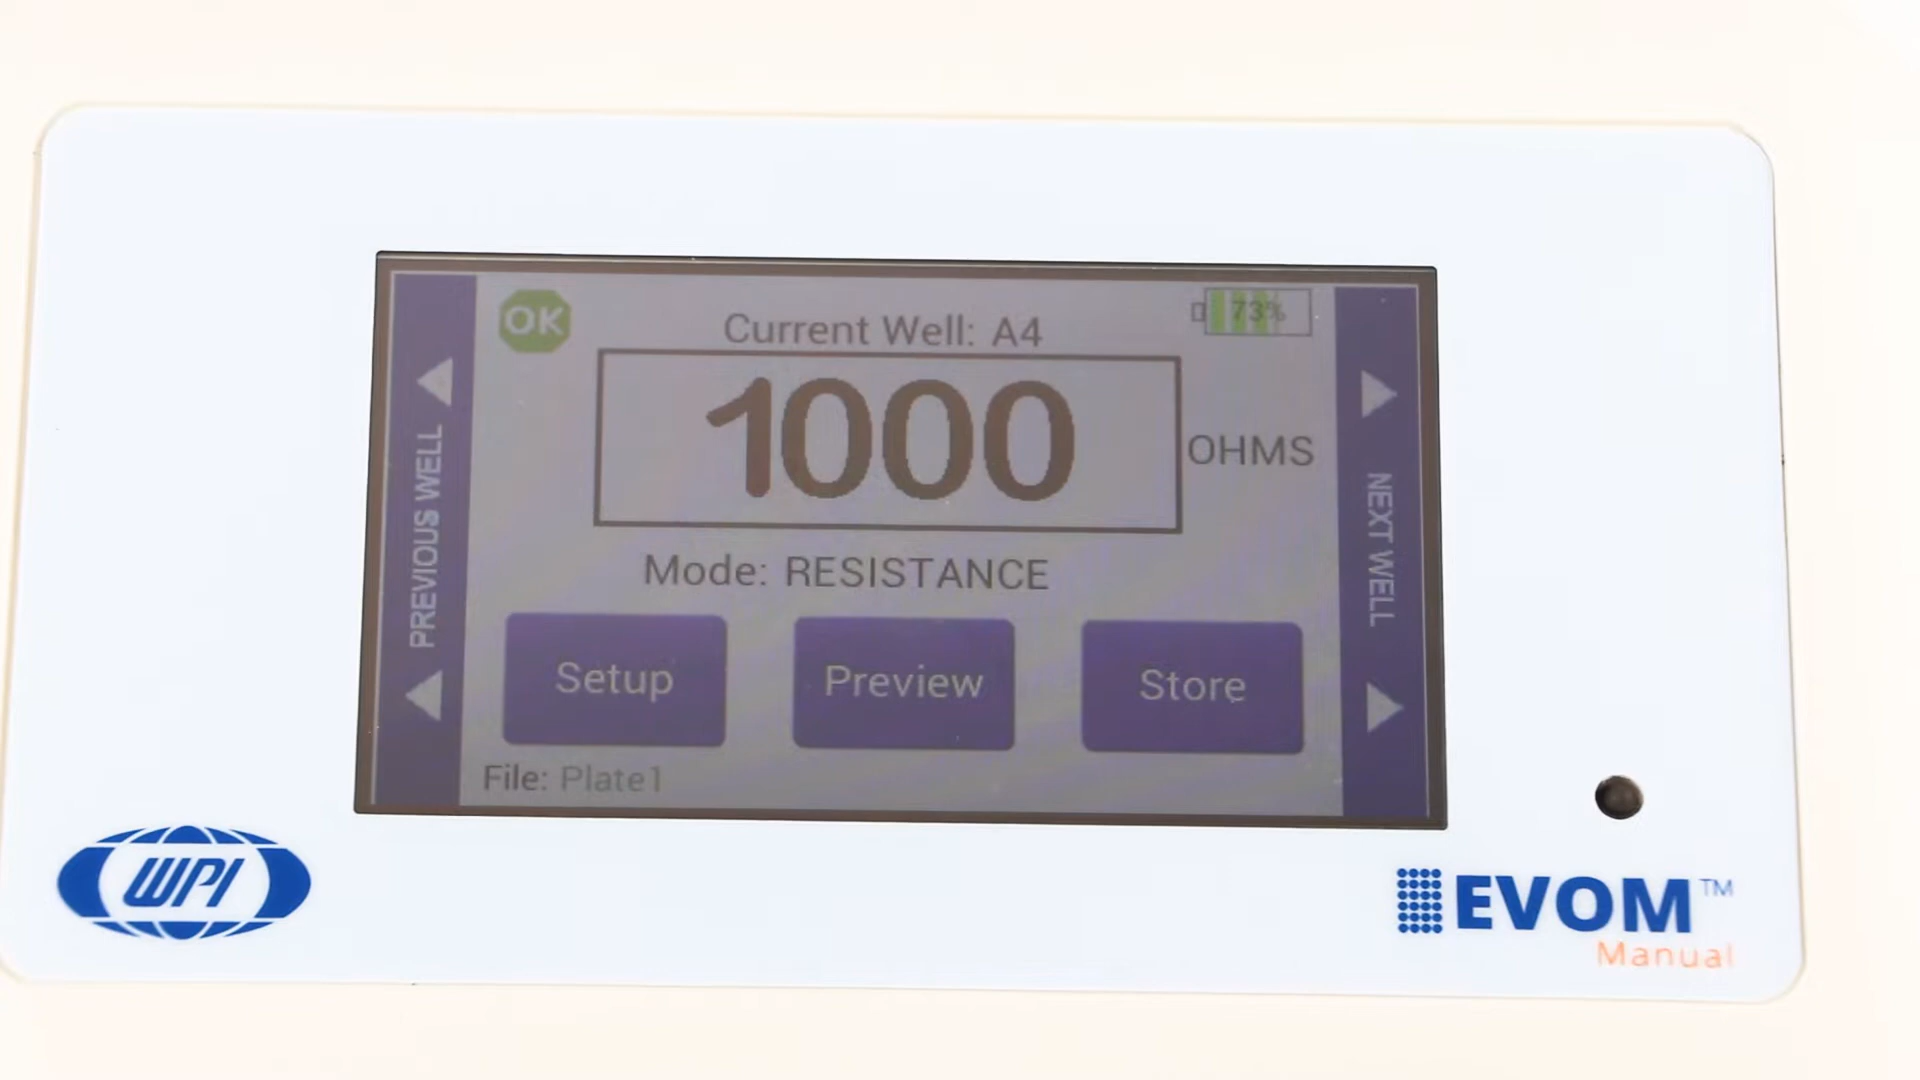 OK
Current Well: A4
73%
1000
OHMS
Mode: RESISTANCE
PREVIOUS WELL
NEXT WELL
Setup
Preview
Store
File: Plate1
WPI
EVOM™
Manual